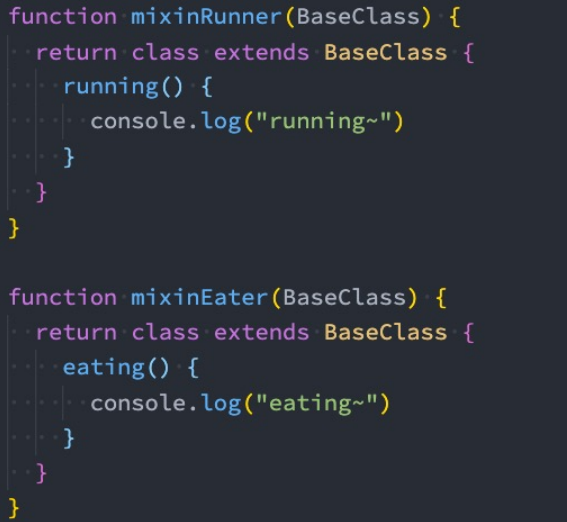 function mixinRunner(BaseClass) {
  return class extends BaseClass {
    running() {
      console.log("running~")
    }
  }
}

function mixinEater(BaseClass) {
  return class extends BaseClass {
    eating() {
      console.log("eating~")
    }
  }
}